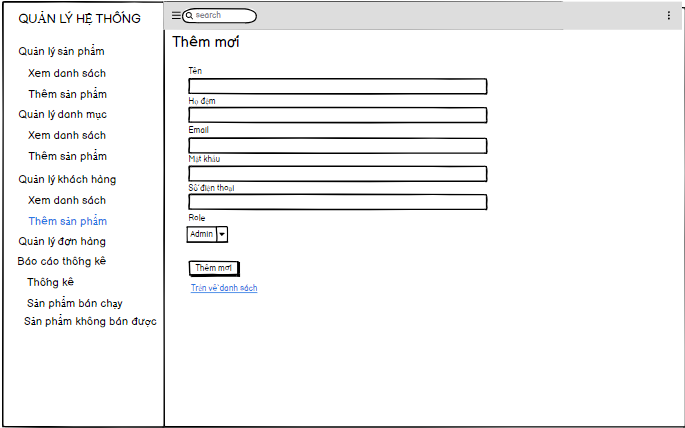 QUẢN LÝ HỆ THỐNG
Quản lý sản phẩm
Xem danh sách
Thêm sản phẩm
Quản lý danh mục
Xem danh sách
Thêm sản phẩm
Quản lý khách hàng
Xem danh sách
Thêm sản phẩm
Quản lý đơn hàng
Báo cáo thống kê
Thống kê
Sản phẩm bán chạy
Sản phẩm không bán được
search
Thêm mới
Tên
Họ đệm
Email
Mật khẩu
Số điện thoại
Role
Admin
Thêm mới
Trên về danh sách